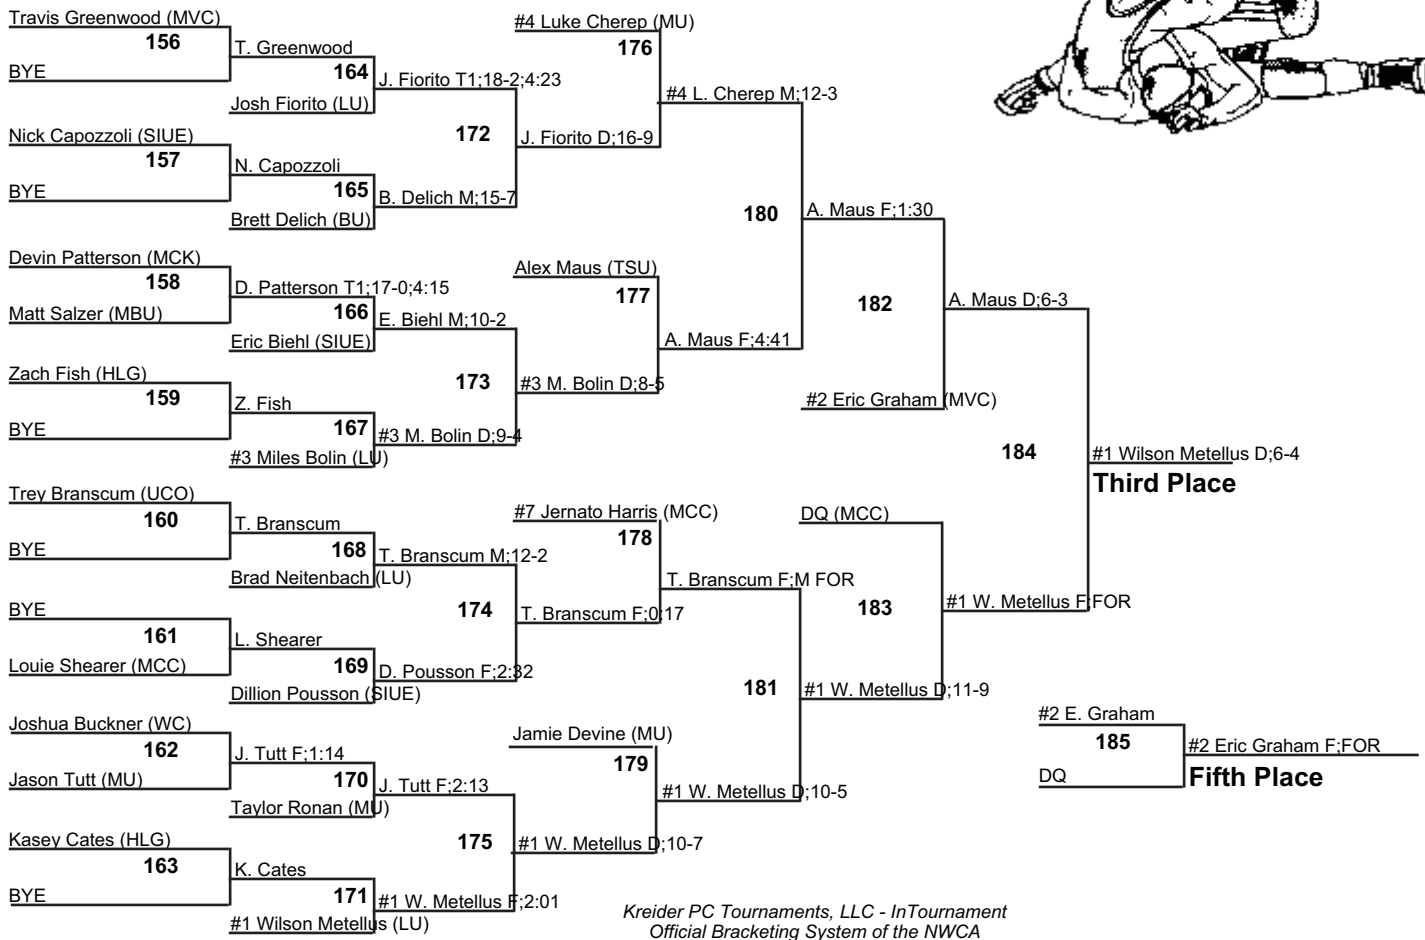 Travis Greenwood (MVC)
156
BYE
T. Greenwood
164
Josh Fiorito (LU)
J. Fiorito T1;18-2;4:23
Nick Capozzoli (SIUE)
157
BYE
N. Capozzoli
165
Brett Delich (BU)
B. Delich M;15-7
172
#4 Luke Cherep (MU)
176
J. Fiorito D;16-9
#4 L. Cherep M;12-3
Devin Patterson (MCK)
158
Matt Salzer (MBU)
D. Patterson T1;17-0;4:15
166
Eric Biehl (SIUE)
E. Biehl M;10-2
Zach Fish (HLG)
159
BYE
Z. Fish
167
#3 Miles Bolin (LU)
#3 M. Bolin D;9-4
173
Alex Maus (TSU)
177
#3 M. Bolin D;8-5
A. Maus F;4:41
180
A. Maus F;1:30
182
#2 Eric Graham (MVC)
A. Maus D;6-3
Trey Branscum (UCO)
160
BYE
T. Branscum
168
Brad Neitenbach (LU)
T. Branscum M;12-2
BYE
161
Louie Shearer (MCC)
L. Shearer
169
Dillion Pousson (SIUE)
D. Pousson F;2:32
174
#7 Jernato Harris (MCC)
178
T. Branscum F;0:17
T. Branscum F;M FOR
Joshua Buckner (WC)
162
Jason Tutt (MU)
J. Tutt F;1:14
170
Taylor Ronan (MU)
J. Tutt F;2:13
Kasey Cates (HLG)
163
BYE
K. Cates
171
#1 Wilson Metellus (LU)
#1 W. Metellus F;2:01
175
Jamie Devine (MU)
179
#1 W. Metellus D;10-7
#1 W. Metellus D;10-5
181
DQ (MCC)
183
#1 W. Metellus D;11-9
#1 W. Metellus F;FOR
184
#1 Wilson Metellus D;6-4
Third Place
#2 E. Graham
185
DQ
#2 Eric Graham F;FOR
Fifth Place
Kreider PC Tournaments, LLC - InTournament
Official Bracketing System of the NWCA